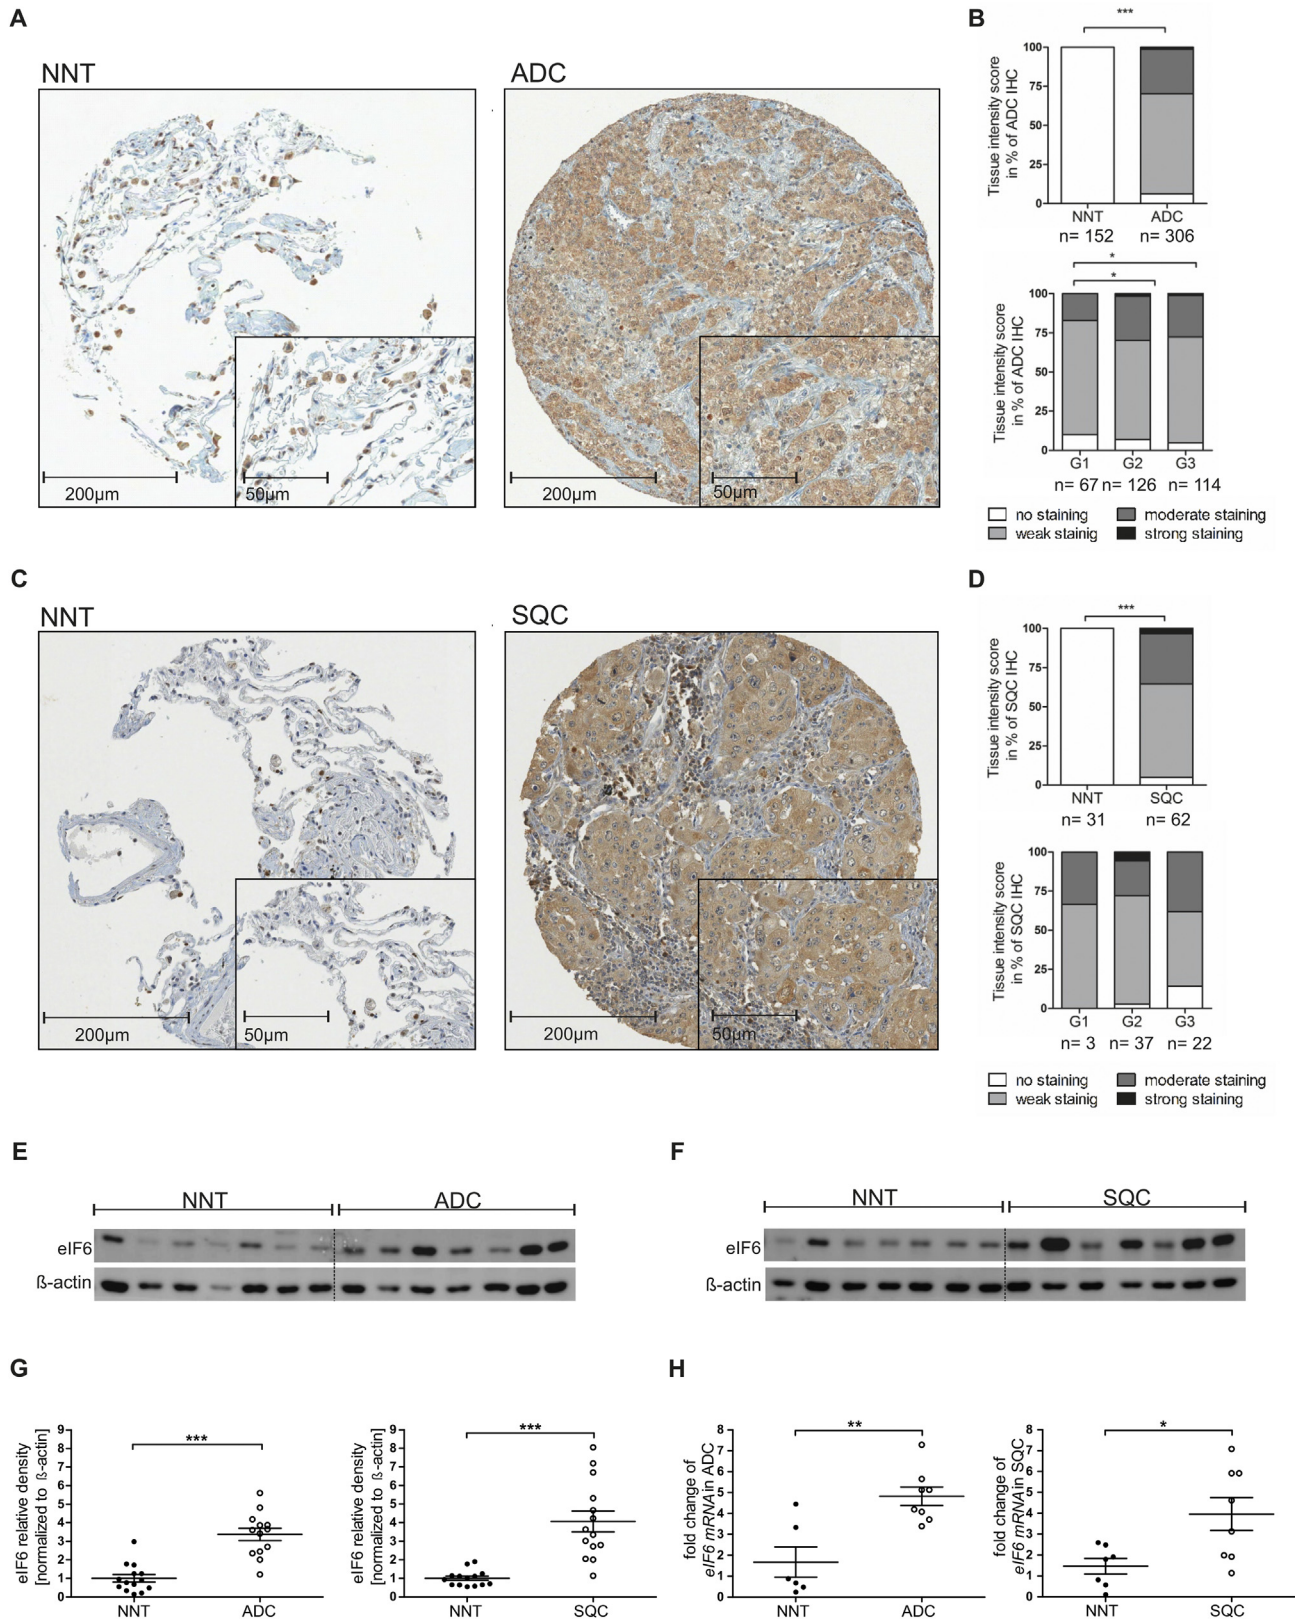 A
NNT
200µm
50µm
ADC
200µm
50µm
B
***
Tissue intensity score
in % of ADC IHC
100
75
50
25
0
NNT
ADC
n= 152
n= 306
*
*
Tissue intensity score
in % of ADC IHC
100
75
50
25
0
G1
G2
G3
n= 67
n= 126
n= 114
no staining
moderate staining
weak stainig
strong staining
C
NNT
200µm
50µm
SQC
200µm
50µm
D
***
Tissue intensity score
in % of SQC IHC
100
75
50
25
0
NNT
SQC
n= 31
n= 62
Tissue intensity score
in % of SQC IHC
100
75
50
25
0
G1
G2
G3
n= 3
n= 37
n= 22
no staining
moderate staining
weak stainig
strong staining
E
NNT
ADC
eIF6
ß-actin
F
NNT
SQC
eIF6
ß-actin
G
eIF6 relative density
[normalized to ß-actin]
9
8
7
6
5
4
3
2
1
0
***
NNT
ADC
eIF6 relative density
[normalized to ß-actin]
9
8
7
6
5
4
3
2
1
0
***
NNT
SQC
H
fold change of
eIF6 mRNA in ADC
8
7
6
5
4
3
2
1
0
**
NNT
ADC
fold change of
eIF6 mRNA in SQC
8
7
6
5
4
3
2
1
0
*
NNT
SQC